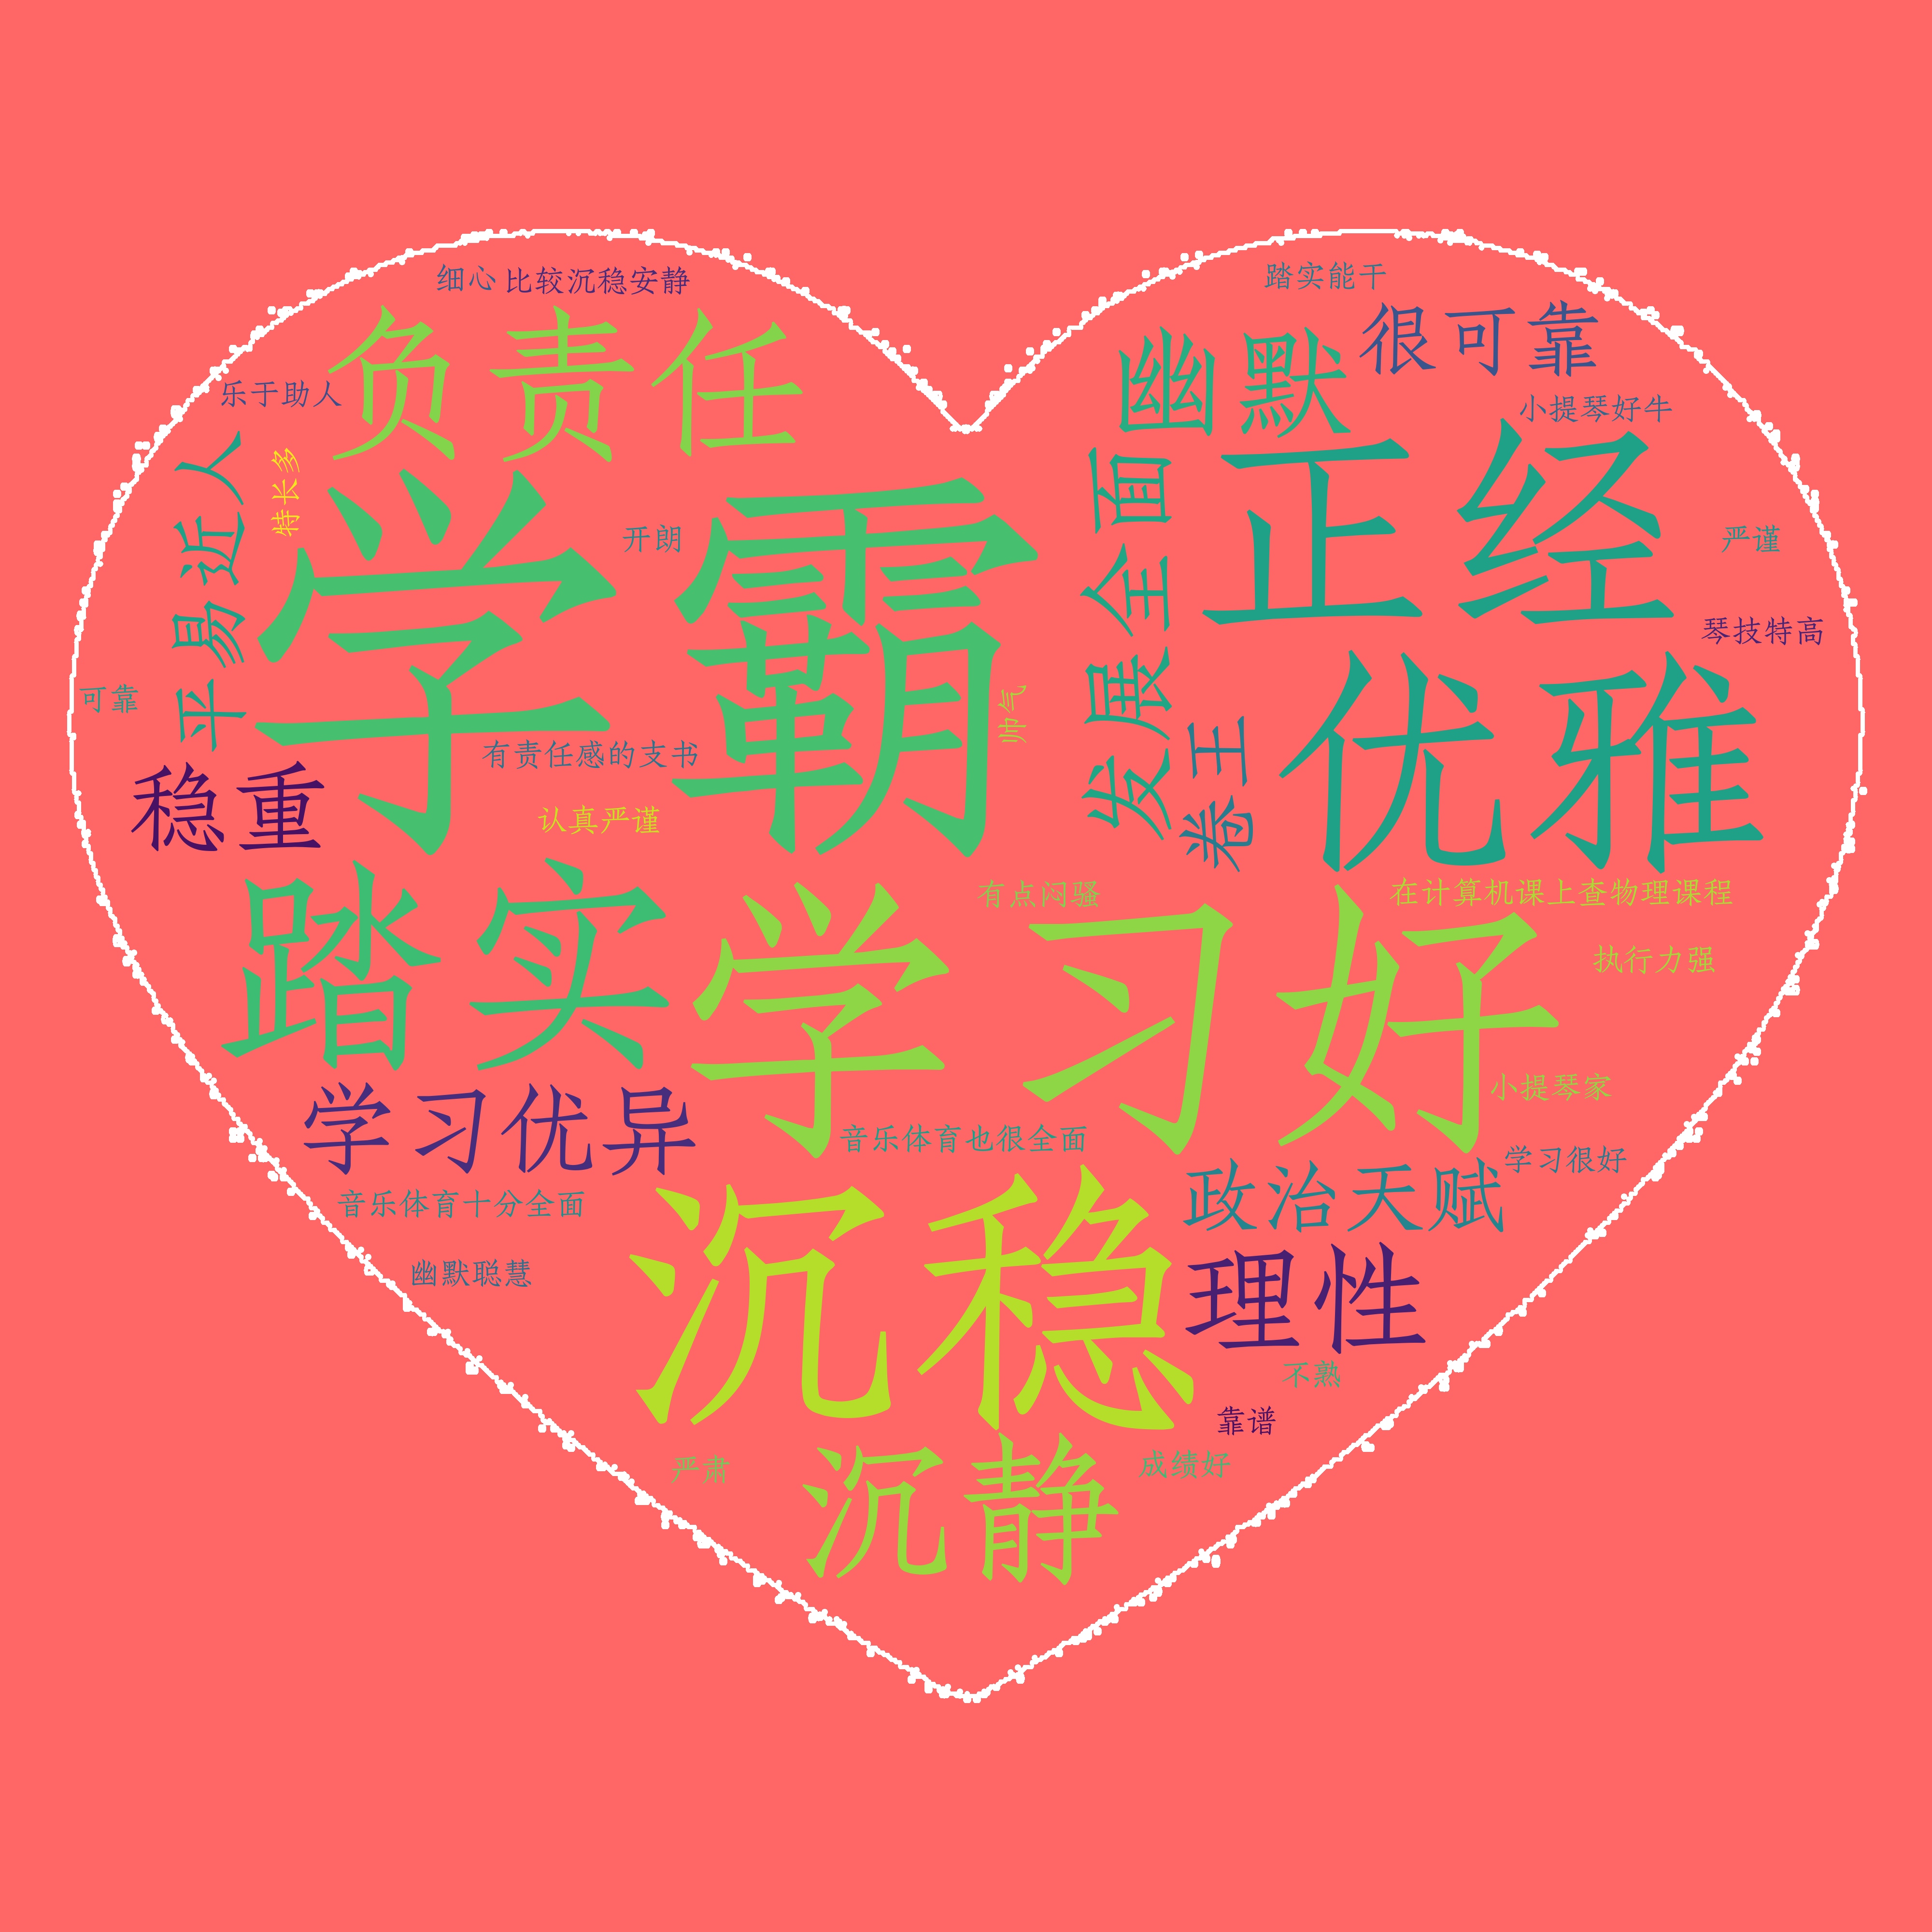 细心
比较沉稳安静
踏实能干
负责任
幽默
很可靠
乐于助人
小提琴好牛
平易近人
特长多
学霸
开朗
发展全面
正经
严谨
琴技特高
可靠
帅气
卷王
优雅
有责任感的支书
稳重
认真严谨
踏实
学习好
有点闷骚
在计算机课上查物理课程
执行力强
小提琴家
学习优异
音乐体育也很全面
学习很好
政治天赋
音乐体育十分全面
沉稳
幽默聪慧
理性
不熟
靠谱
严肃
沉静
成绩好